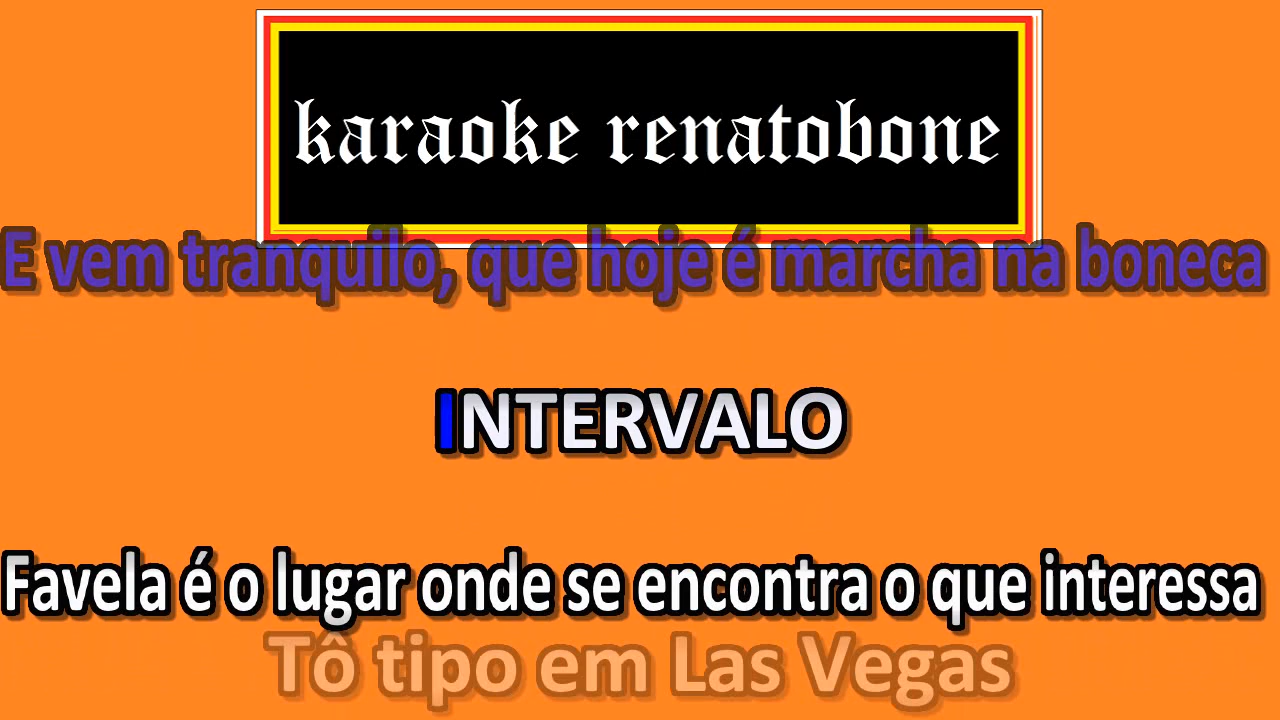 karaoke renatobone
E vem tranquilo, que hoje é marcha na boneca
INTERVALO
Favela é o lugar onde se encontra o que interessa
Tô tipo em Las Vegas